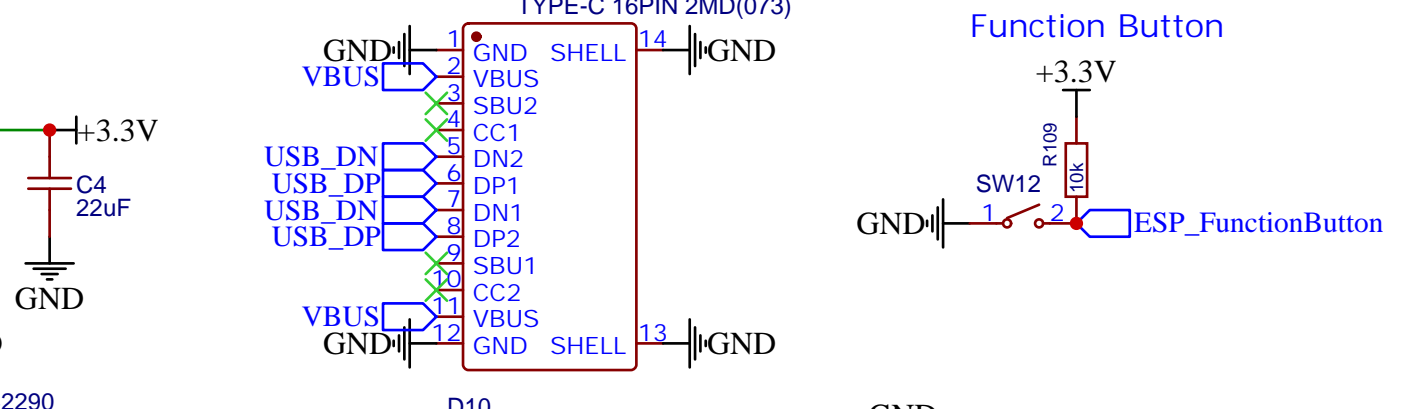 TYPE-C 16PIN 2MD(073)
Function Button
GND 1 GND SHELL 14 GND
VBUS 2 VBUS
3 SBU2
4 CC1
USB_DN 5 DN2
USB_DP 6 DP1
USB_DN 7 DN1
USB_DP 8 DP2
9 SBU1
10 CC2
VBUS 11 VBUS
GND 12 GND SHELL 13 GND
+3.3V
C4
22uF
GND
+3.3V
R109
10k
SW12
GND 1 2 ESP_FunctionButton
2290
D10
GND